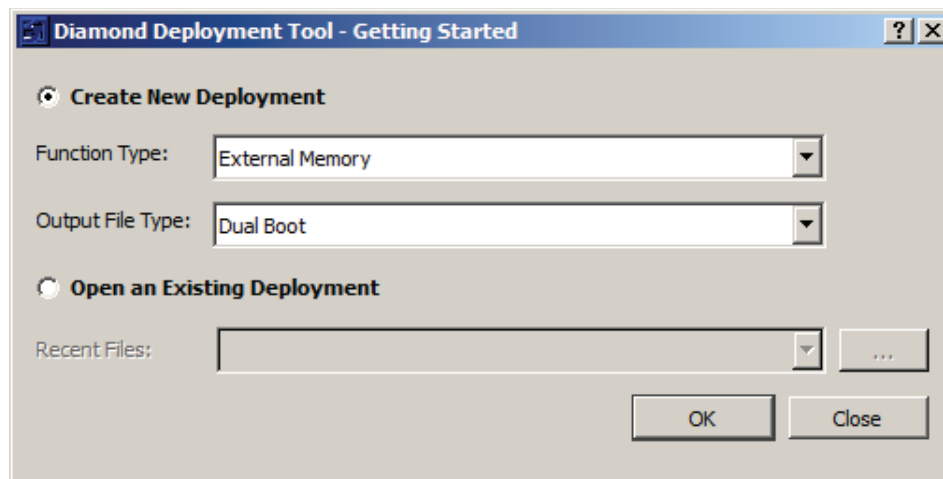 Diamond Deployment Tool - Getting Started
Create New Deployment
Function Type: External Memory
Output File Type: Dual Boot
Open an Existing Deployment
Recent Files: ...
OK Close